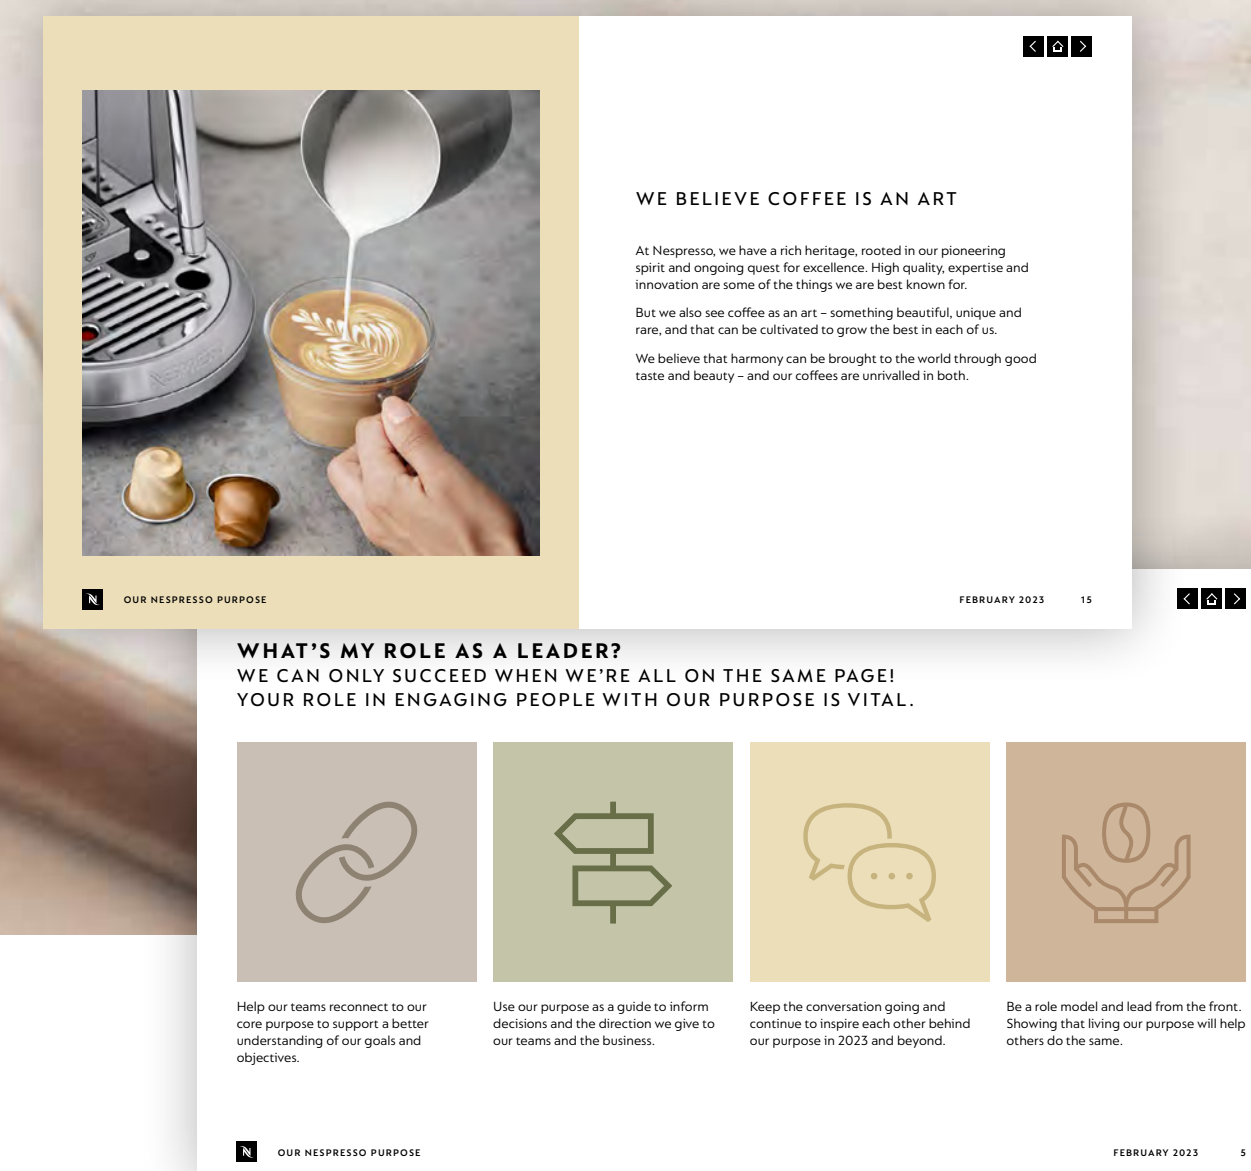 WE BELIEVE COFFEE IS AN ART
At Nespresso, we have a rich heritage, rooted in our pioneering
spirit and ongoing quest for excellence. High quality, expertise and
innovation are some of the things we are best known for.
But we also see coffee as an art – something beautiful, unique and
rare, and that can be cultivated to grow the best in each of us.
We believe that harmony can be brought to the world through good
taste and beauty – and our coffees are unrivalled in both.
OUR NESPRESSO PURPOSE
FEBRUARY 2023 15
WHAT'S MY ROLE AS A LEADER?
WE CAN ONLY SUCCEED WHEN WE'RE ALL ON THE SAME PAGE!
YOUR ROLE IN ENGAGING PEOPLE WITH OUR PURPOSE IS VITAL.
Help our teams reconnect to our
core purpose to support a better
understanding of our goals and
objectives.
Use our purpose as a guide to inform
decisions and the direction we give to
our teams and the business.
Keep the conversation going and
continue to inspire each other behind
our purpose in 2023 and beyond.
Be a role model and lead from the front.
Showing that living our purpose will help
others do the same.
OUR NESPRESSO PURPOSE
FEBRUARY 2023 5